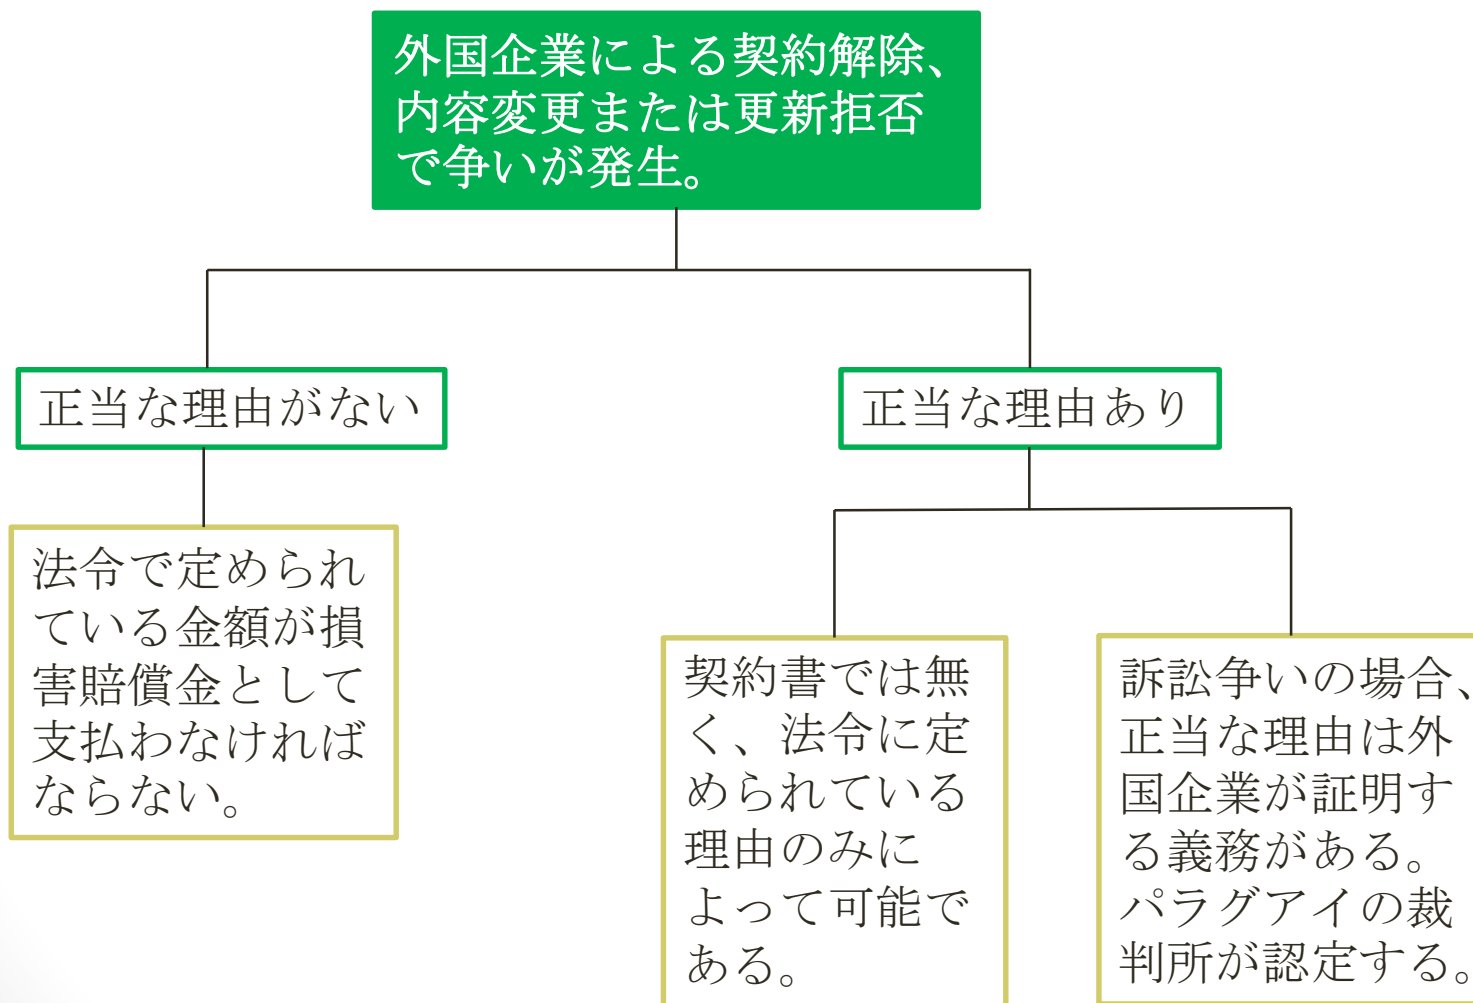 外国企業による契約解除、
内容変更または更新拒否
で争いが発生。
正当な理由がない
正当な理由あり
法令で定められ
ている金額が損
害賠償金として
支払わなければ
ならない。
契約書では無
く、法令に定
められている
理由のみに
よって可能で
ある。
訴訟争いの場合、
正当な理由は外
国企業が証明す
る義務がある。
パラグアイの裁
判所が認定する。